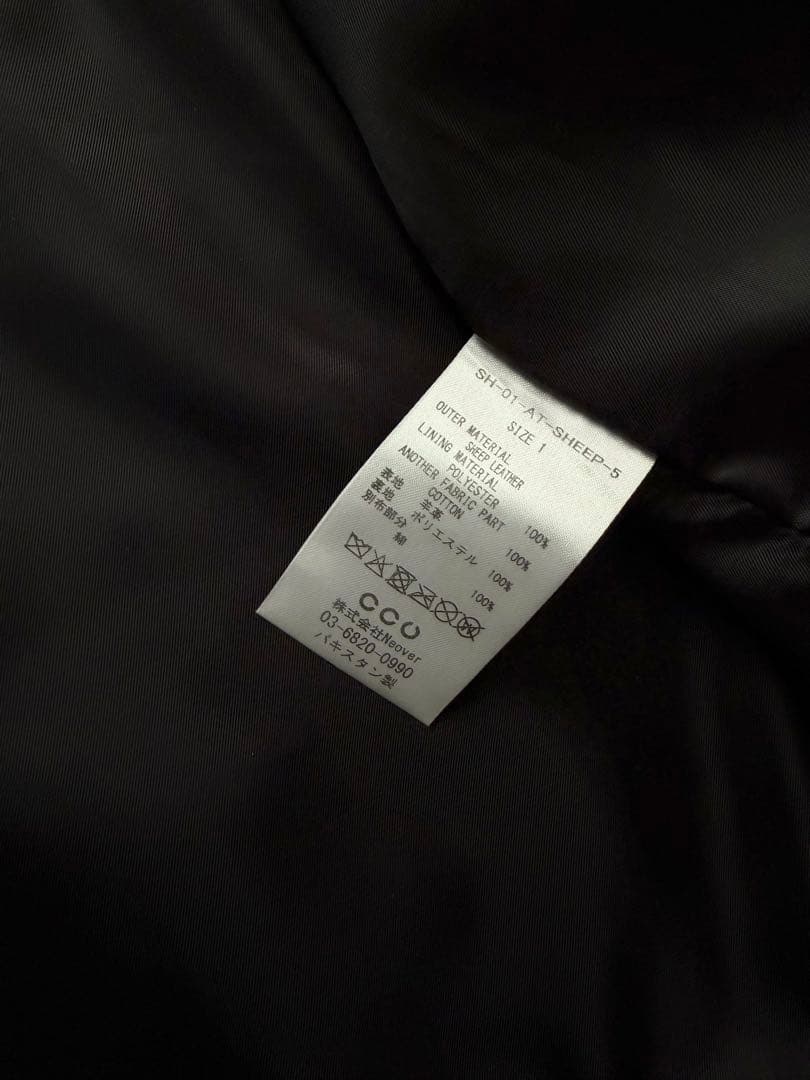 SH-01-AT-SHEEP-5
SIZE 1
OUTER MATERIAL
SHEEP LEATHER
LINING MATERIAL
POLYESTER
ANOTHER FABRIC PART
COTTON 100%
表地 羊革 100%
裏地 ポリエステル 100%
別布部分 綿 100%
CCU
株式会社Neover
03-6820-0990
パキスタン製